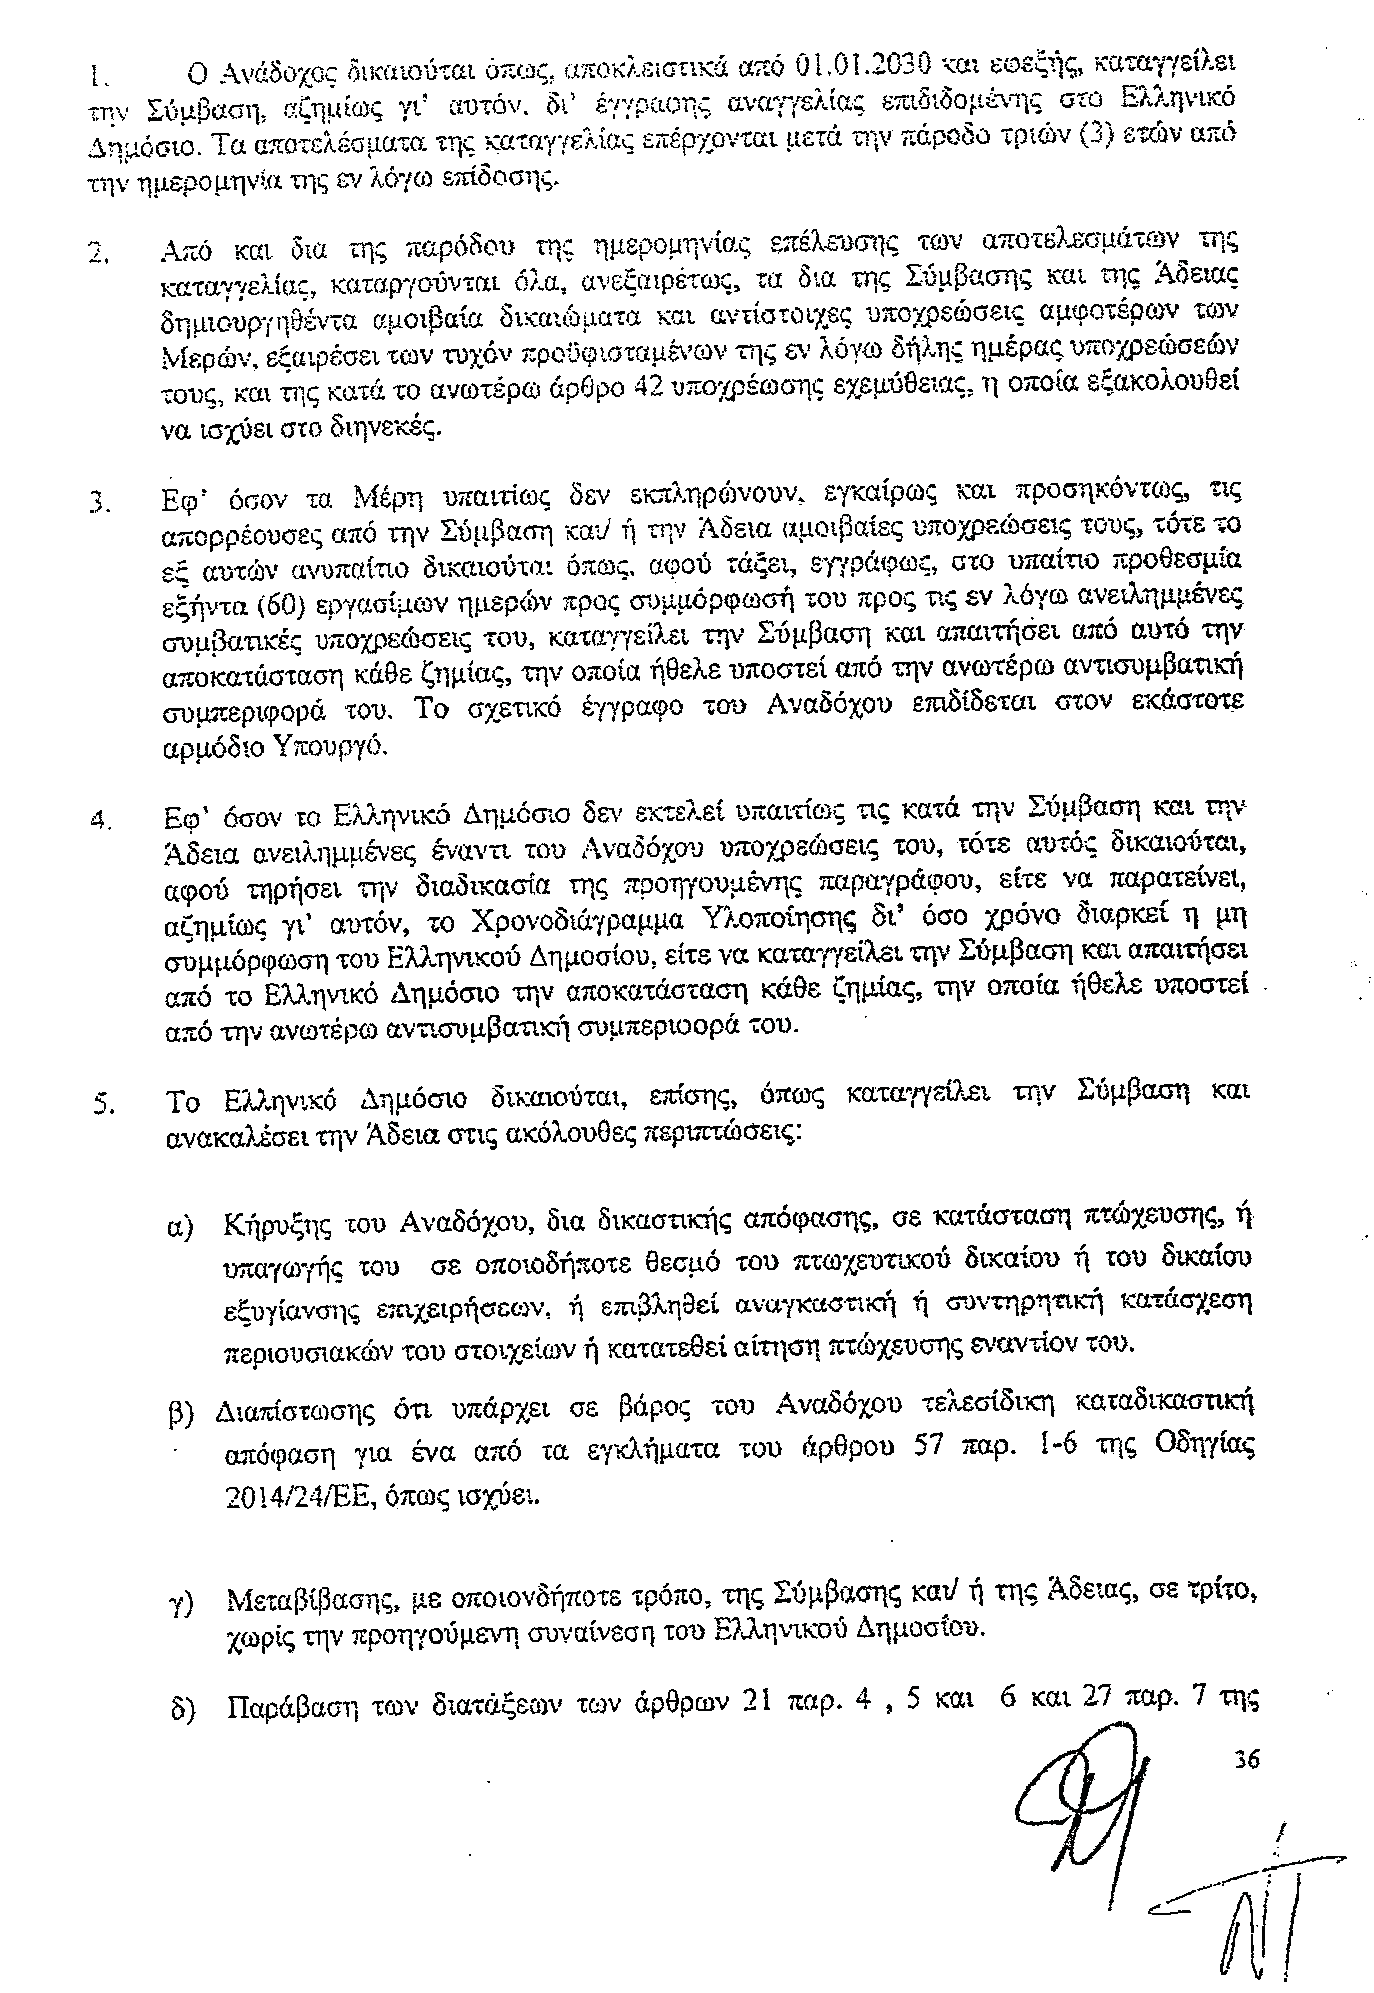 1. Ο Ανάδοχος δικαιούται όπως, αποκλειστικά από 01.01.2030 και εφεξής, καταγγείλει
την Σύμβαση, αζημίως γι' αυτόν, δι' έγγραφης αναγγελίας επιδιδομένης στο Ελληνικό
Δημόσιο. Τα αποτελέσματα της καταγγελίας επέρχονται μετά την πάροδο τριών (3) ετών από
την ημερομηνία της εν λόγω επίδοσης.
2. Από και δια της παρόδου της ημερομηνίας επέλευσης των αποτελεσμάτων της
καταγγελίας, καταργούνται όλα, ανεξαιρέτως, τα δια της Σύμβασης και της Άδειας
δημιουργηθέντα αμοιβαία δικαιώματα και αντίστοιχες υποχρεώσεις αμφοτέρων των
Μερών, εξαιρέσει των τυχόν προϋφισταμένων της εν λόγω δήλης ημέρας υποχρεώσεών
τους, και της κατά το ανωτέρω άρθρο 42 υποχρέωσης εχεμύθειας, η οποία εξακολουθεί
να ισχύει στο διηνεκές.
3. Εφ' όσον τα Μέρη υπαιτίως δεν εκπληρώνουν, εγκαίρως και προσηκόντως, τις
απορρέουσες από την Σύμβαση και/ ή την Άδεια αμοιβαίες υποχρεώσεις τους, τότε το
εξ αυτών ανυπαίτιο δικαιούται όπως, αφού τάξει, εγγράφως, στο υπαίτιο προθεσμία
εξήντα (60) εργασίμων ημερών προς συμμόρφωσή του προς τις εν λόγω ανειλημμένες
συμβατικές υποχρεώσεις του, καταγγείλει την Σύμβαση και απαιτήσει από αυτό την
αποκατάσταση κάθε ζημίας, την οποία ήθελε υποστεί από την ανωτέρω αντισυμβατική
συμπεριφορά του. Το σχετικό έγγραφο του Αναδόχου επιδίδεται στον εκάστοτε
αρμόδιο Υπουργό.
4. Εφ' όσον το Ελληνικό Δημόσιο δεν εκτελεί υπαιτίως τις κατά την Σύμβαση και την
Άδεια ανειλημμένες έναντι του Αναδόχου υποχρεώσεις του, τότε αυτός δικαιούται,
αφού τηρήσει την διαδικασία της προηγουμένης παραγράφου, είτε να παρατείνει,
αζημίως γι' αυτόν, το Χρονοδιάγραμμα Υλοποίησης δι' όσο χρόνο διαρκεί η μη
συμμόρφωση του Ελληνικού Δημοσίου, είτε να καταγγείλει την Σύμβαση και απαιτήσει
από το Ελληνικό Δημόσιο την αποκατάσταση κάθε ζημίας, την οποία ήθελε υποστεί
από την ανωτέρω αντισυμβατική συμπεριφορά του.
5. Το Ελληνικό Δημόσιο δικαιούται, επίσης, όπως καταγγείλει την Σύμβαση και
ανακαλέσει την Άδεια στις ακόλουθες περιπτώσεις:
α) Κήρυξης του Αναδόχου, δια δικαστικής απόφασης, σε κατάσταση πτώχευσης, ή
υπαγωγής του σε οποιοδήποτε θεσμό του πτωχευτικού δικαίου ή του δικαίου
εξυγίανσης επιχειρήσεων, ή επιβληθεί αναγκαστική ή συντηρητική κατάσχεση
περιουσιακών του στοιχείων ή κατατεθεί αίτηση πτώχευσης εναντίον του.
β) Διαπίστωσης ότι υπάρχει σε βάρος του Αναδόχου τελεσίδικη καταδικαστική
απόφαση για ένα από τα εγκλήματα του άρθρου 57 παρ. 1-6 της Οδηγίας
2014/24/ΕΕ, όπως ισχύει.
γ) Μεταβίβασης, με οποιονδήποτε τρόπο, της Σύμβασης και/ ή της Άδειας, σε τρίτο,
χωρίς την προηγούμενη συναίνεση του Ελληνικού Δημοσίου.
δ) Παράβαση των διατάξεων των άρθρων 21 παρ. 4 , 5 και 6 και 27 παρ. 7 της
36